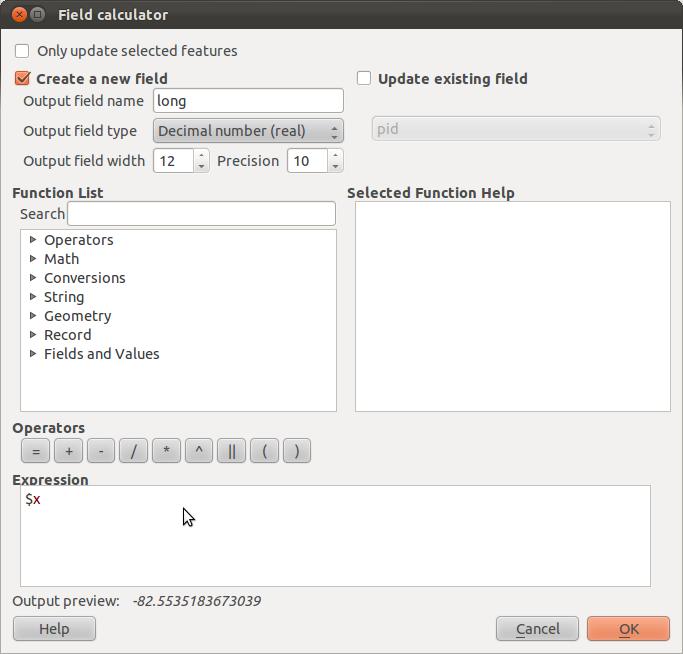 Field calculator
Only update selected features
Create a new field
Update existing field
Output field name long
Output field type Decimal number (real)
pid
Output field width 12 Precision 10
Function List
Selected Function Help
Search
Operators
Math
Conversions
String
Geometry
Record
Fields and Values
Operators
= + - / * ^ || ( )
Expression
$x
Output preview: -82.5535183673039
Help Cancel OK